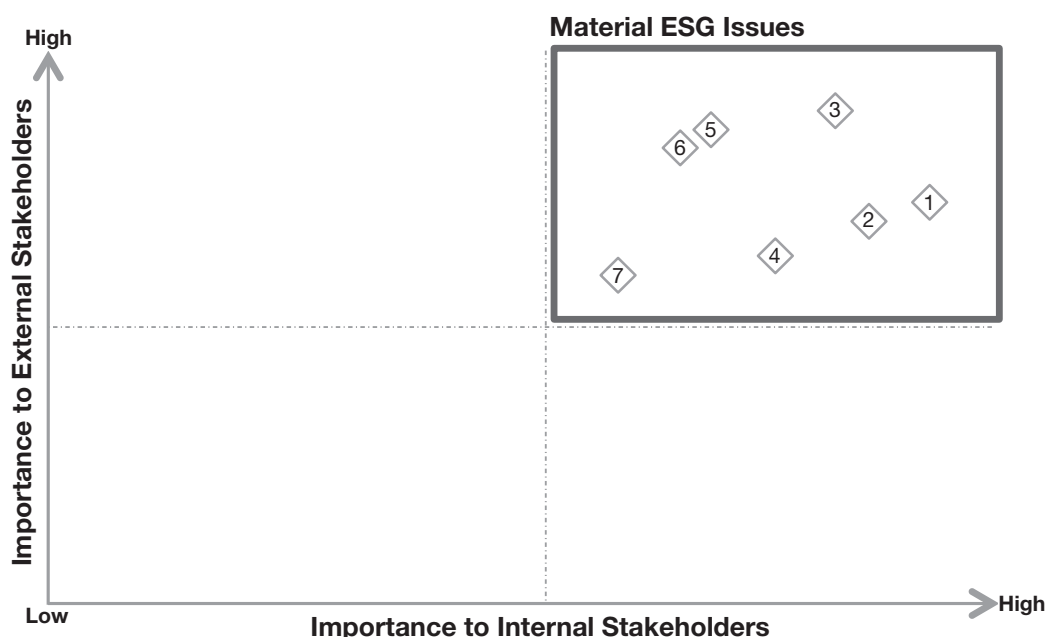 Material ESG Issues
High
Importance to External Stakeholders
3
5
6
1
2
4
7
Low
High
Importance to Internal Stakeholders